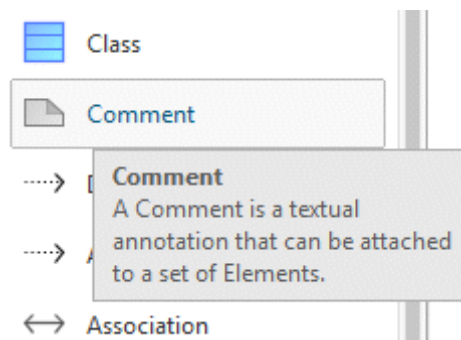 Class
Comment
Comment
A Comment is a textual
annotation that can be attached
to a set of Elements.
Association